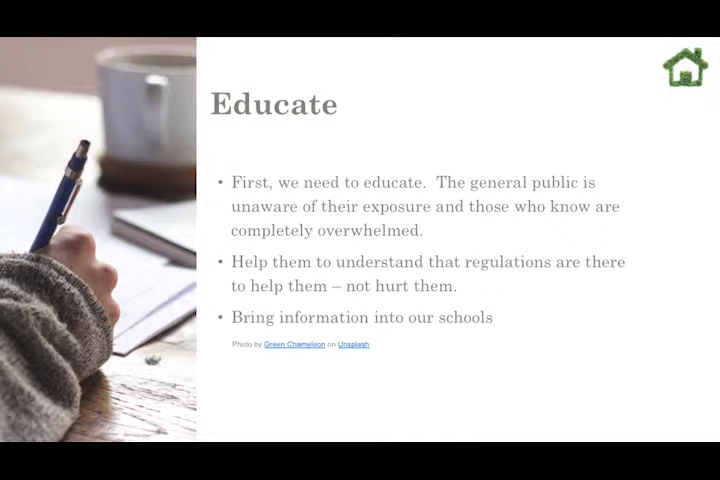 Educate
• First, we need to educate.  The general public is
unaware of their exposure and those who know are
completely overwhelmed.
• Help them to understand that regulations are there
to help them – not hurt them.
• Bring information into our schools
Photo by Green Chameleon on Unsplash